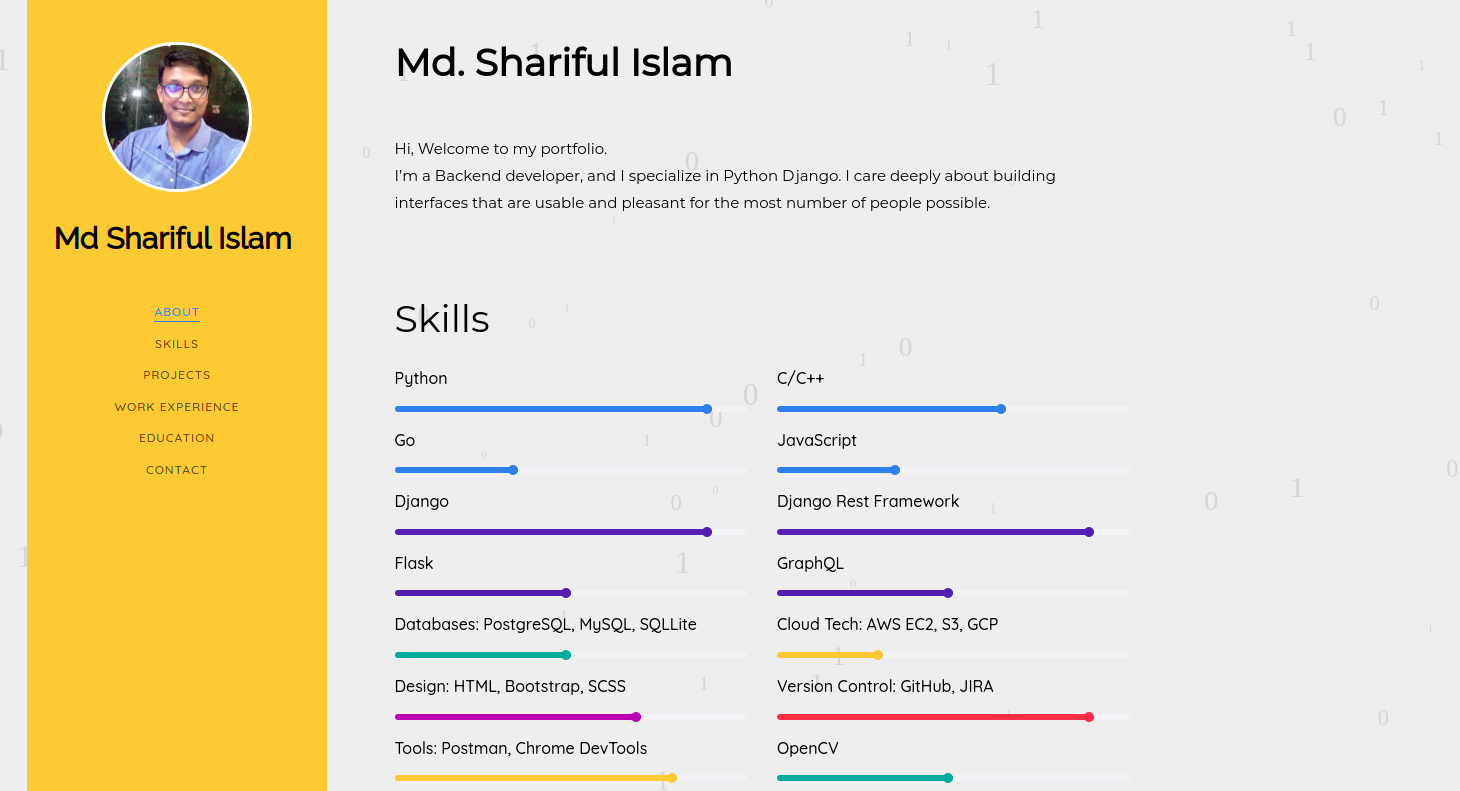 Md Shariful Islam
ABOUT
SKILLS
PROJECTS
WORK EXPERIENCE
EDUCATION
CONTACT
Md. Shariful Islam
Hi, Welcome to my portfolio.
I'm a Backend developer, and I specialize in Python Django. I care deeply about building
interfaces that are usable and pleasant for the most number of people possible.
Skills
Python
C/C++
Go
JavaScript
Django
Django Rest Framework
Flask
GraphQL
Databases: PostgreSQL, MySQL, SQLLite
Cloud Tech: AWS EC2, S3, GCP
Design: HTML, Bootstrap, SCSS
Version Control: GitHub, JIRA
Tools: Postman, Chrome DevTools
OpenCV